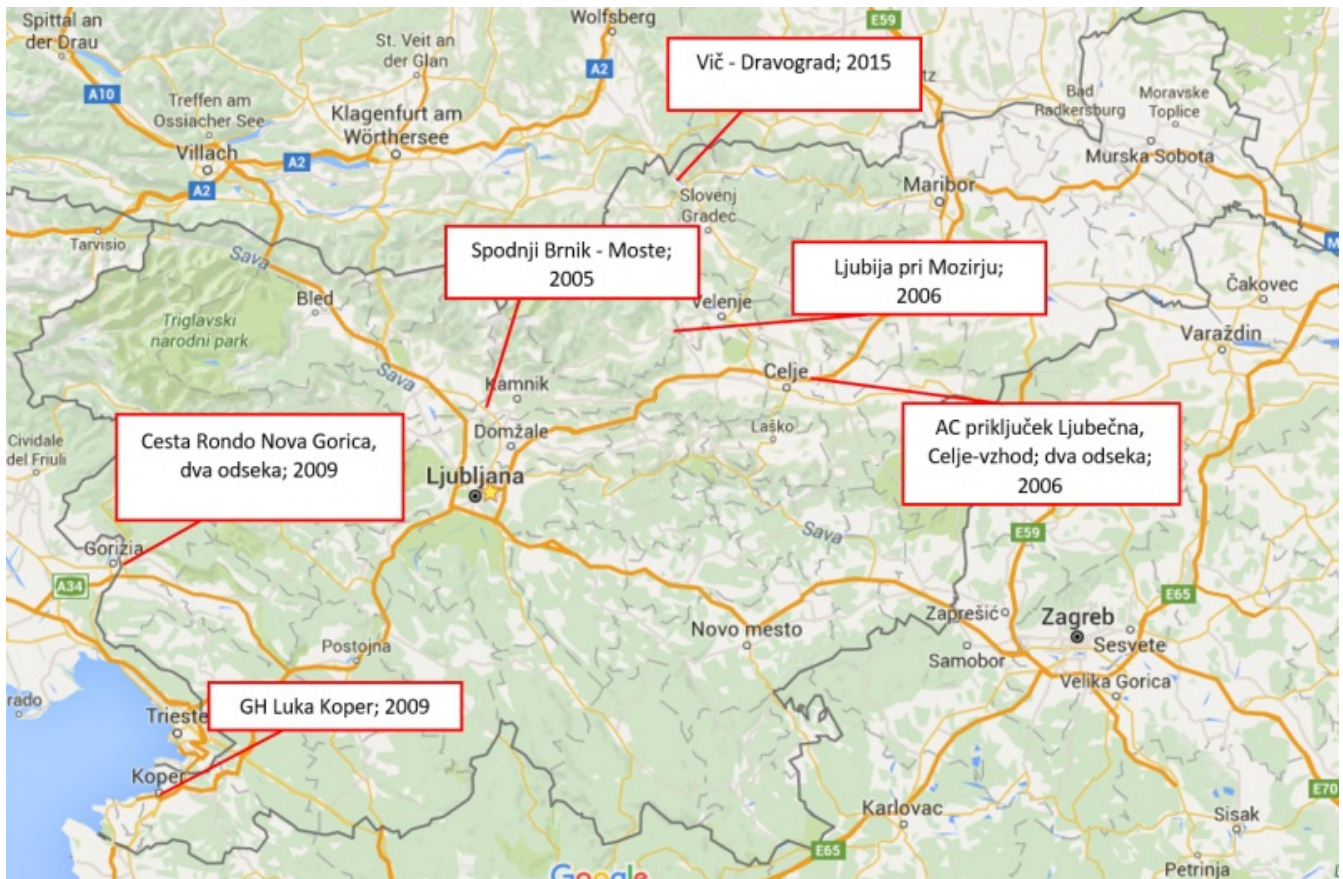 Spittal an
der Drau
Wolfsberg
E59
St. Veit an
der Glan
Vič - Dravograd; 2015
A2
A10
Treffen am
Ossiacher See
Klagenfurt am
Wörthersee
tz
Bad
Radkersburg
Moravske
Toplice
Villach
A2
A2
Murska Sobota
Maribor
Slovenj
Gradec
Tarvisio
Sava
Spodnji Brnik - Moste;
2005
Ljubija pri Mozirju;
2006
M
Bled
Velenje
Čakovec
Triglavski
narodni park
Varaždin
Sava
Celje
Kamnik
Cesta Rondo Nova Gorica,
dva odseka; 2009
AC priključek Ljubečna,
Celje-vzhod; dva odseka;
2006
Cividale
del Friuli
Domžale
Laško
Ljubljana
Sava
E59
Gorizia
A34
E65
Zaprešić
Zagreb
Sesvete
Novo mesto
Postojna
Samobor
Velika Gorica
GH Luka Koper; 2009
rado
Trieste
Koper
E70
Karlovac
Sisak
E65
Petrinja
Google